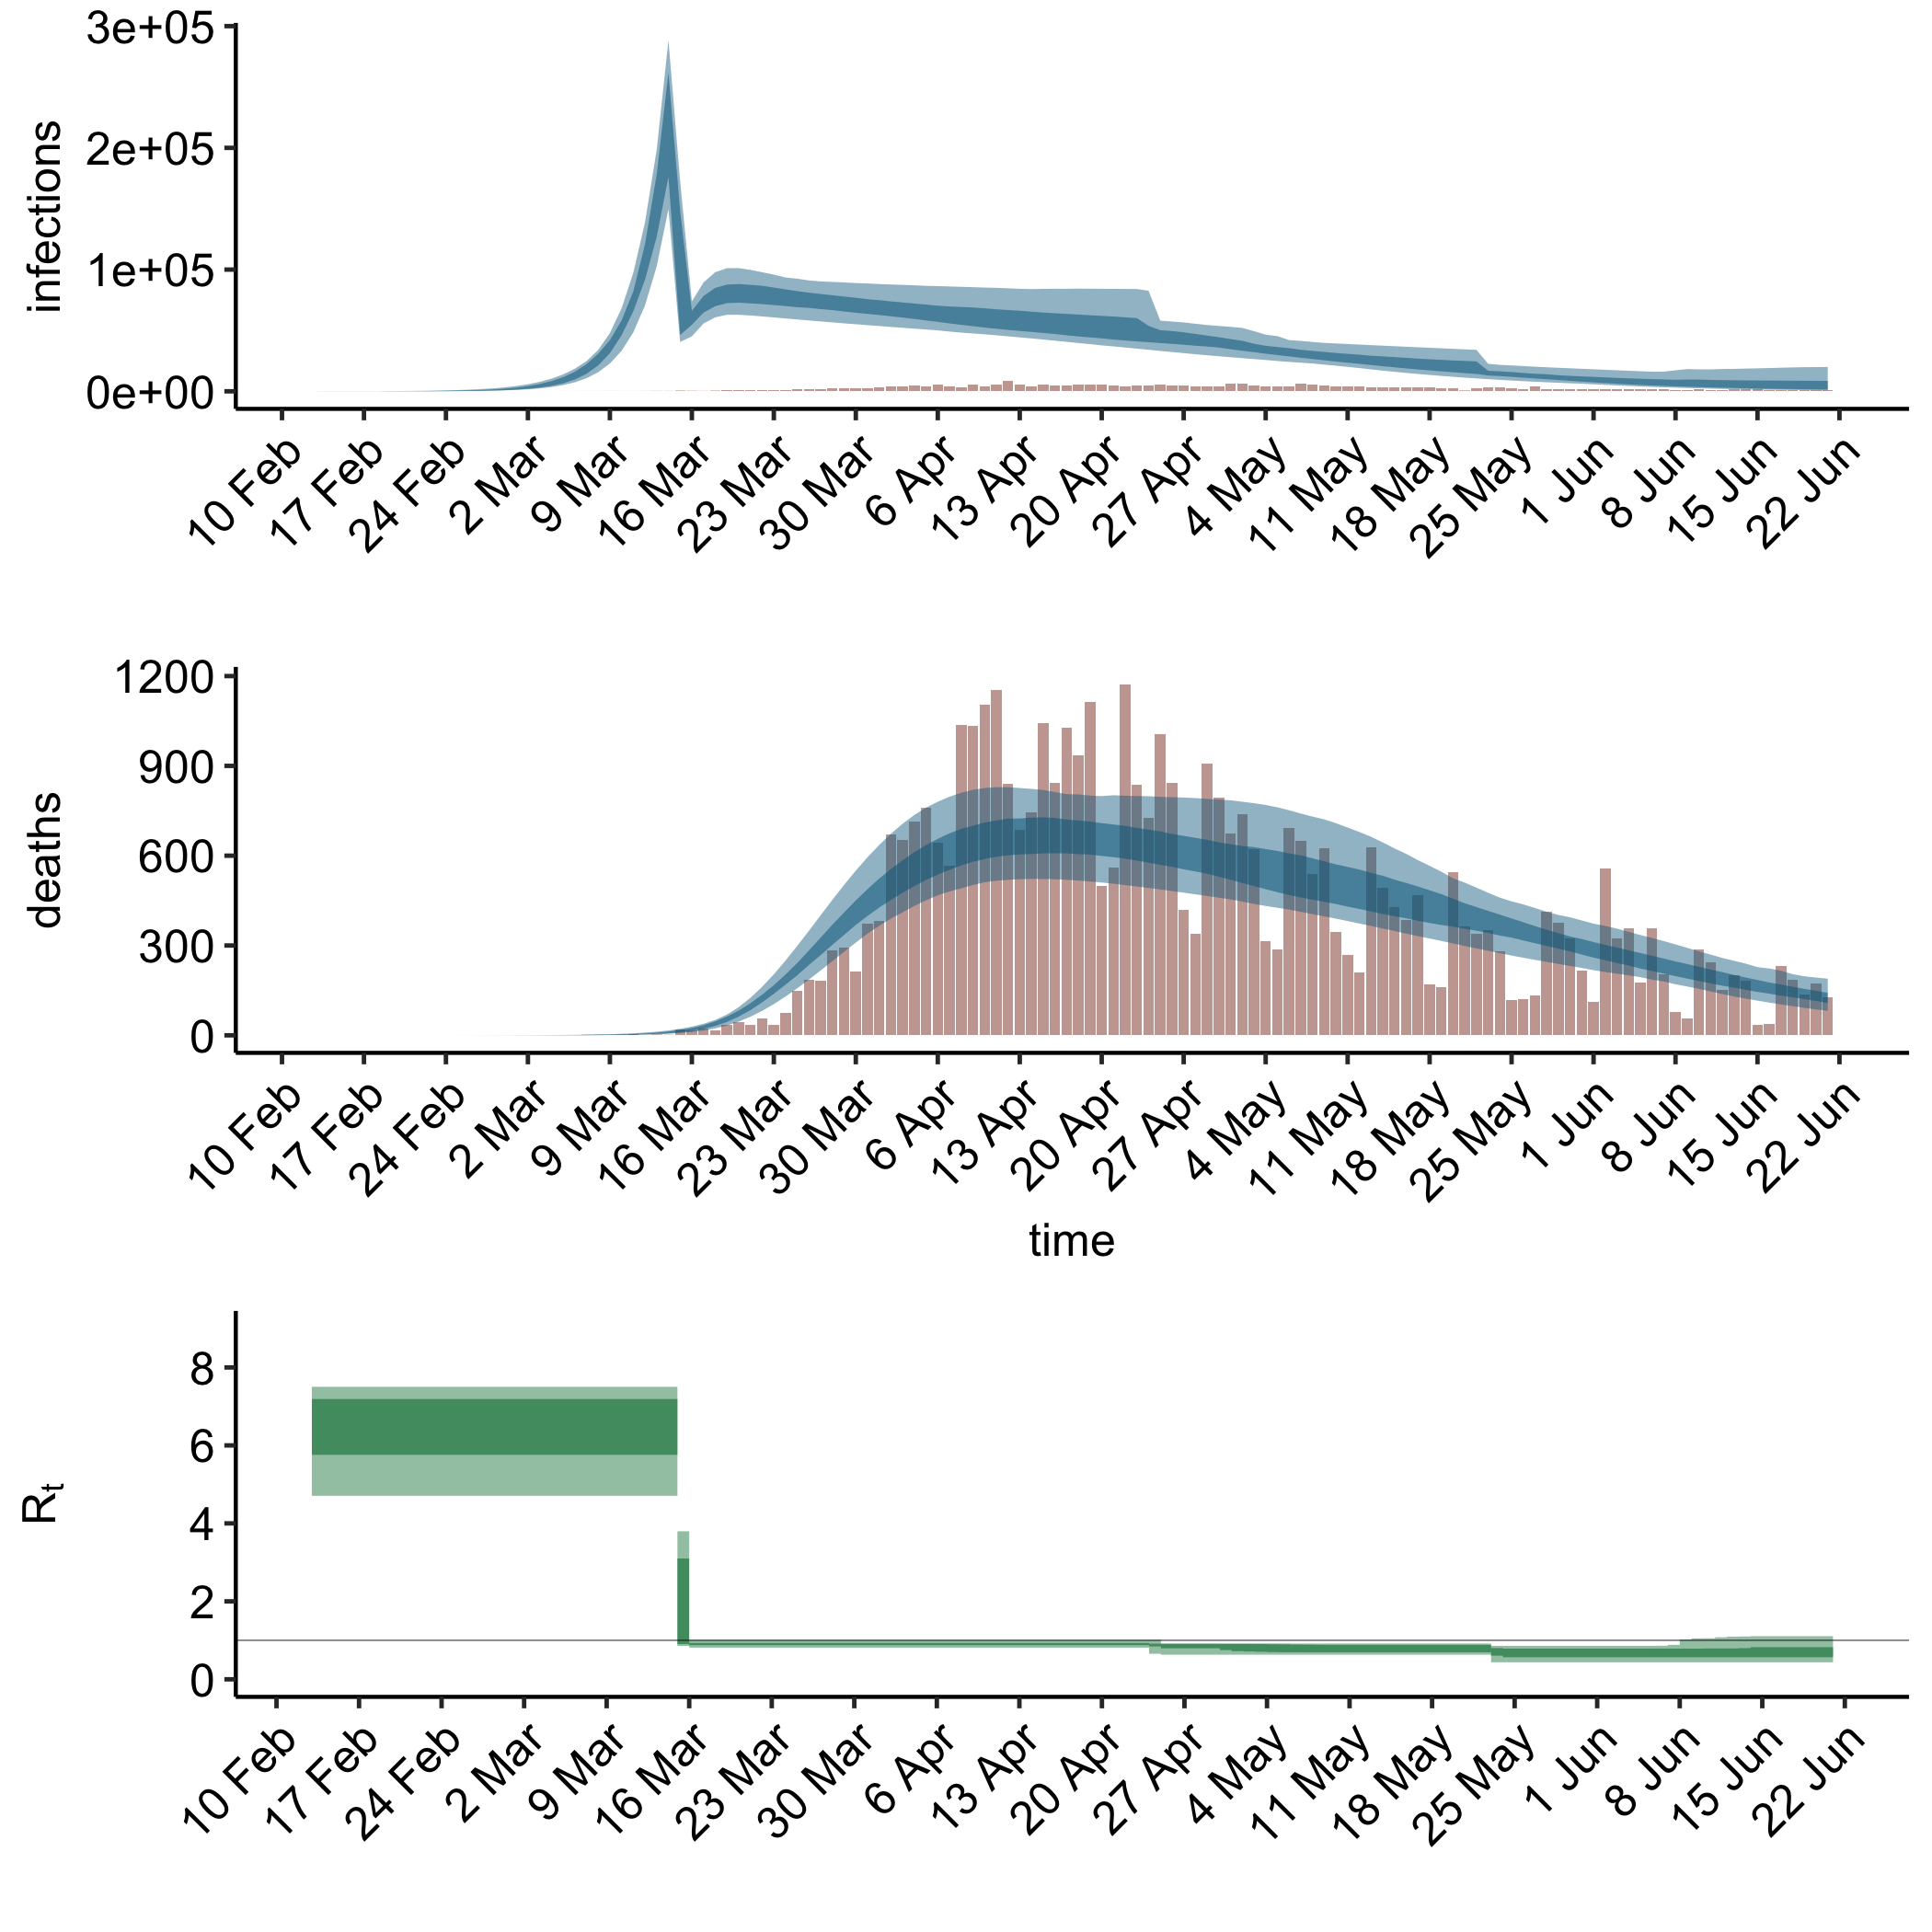 infections
3e+05
2e+05
1e+05
0e+00
10 Feb
17 Feb
24 Feb
2 Mar
9 Mar
16 Mar
23 Mar
30 Mar
6 Apr
13 Apr
20 Apr
27 Apr
4 May
11 May
18 May
25 May
1 Jun
8 Jun
15 Jun
22 Jun
deaths
1200
900
600
300
0
10 Feb
17 Feb
24 Feb
2 Mar
9 Mar
16 Mar
23 Mar
30 Mar
6 Apr
13 Apr
20 Apr
27 Apr
4 May
11 May
18 May
25 May
1 Jun
8 Jun
15 Jun
22 Jun
time
Rt
8
6
4
2
0
10 Feb
17 Feb
24 Feb
2 Mar
9 Mar
16 Mar
23 Mar
30 Mar
6 Apr
13 Apr
20 Apr
27 Apr
4 May
11 May
18 May
25 May
1 Jun
8 Jun
15 Jun
22 Jun